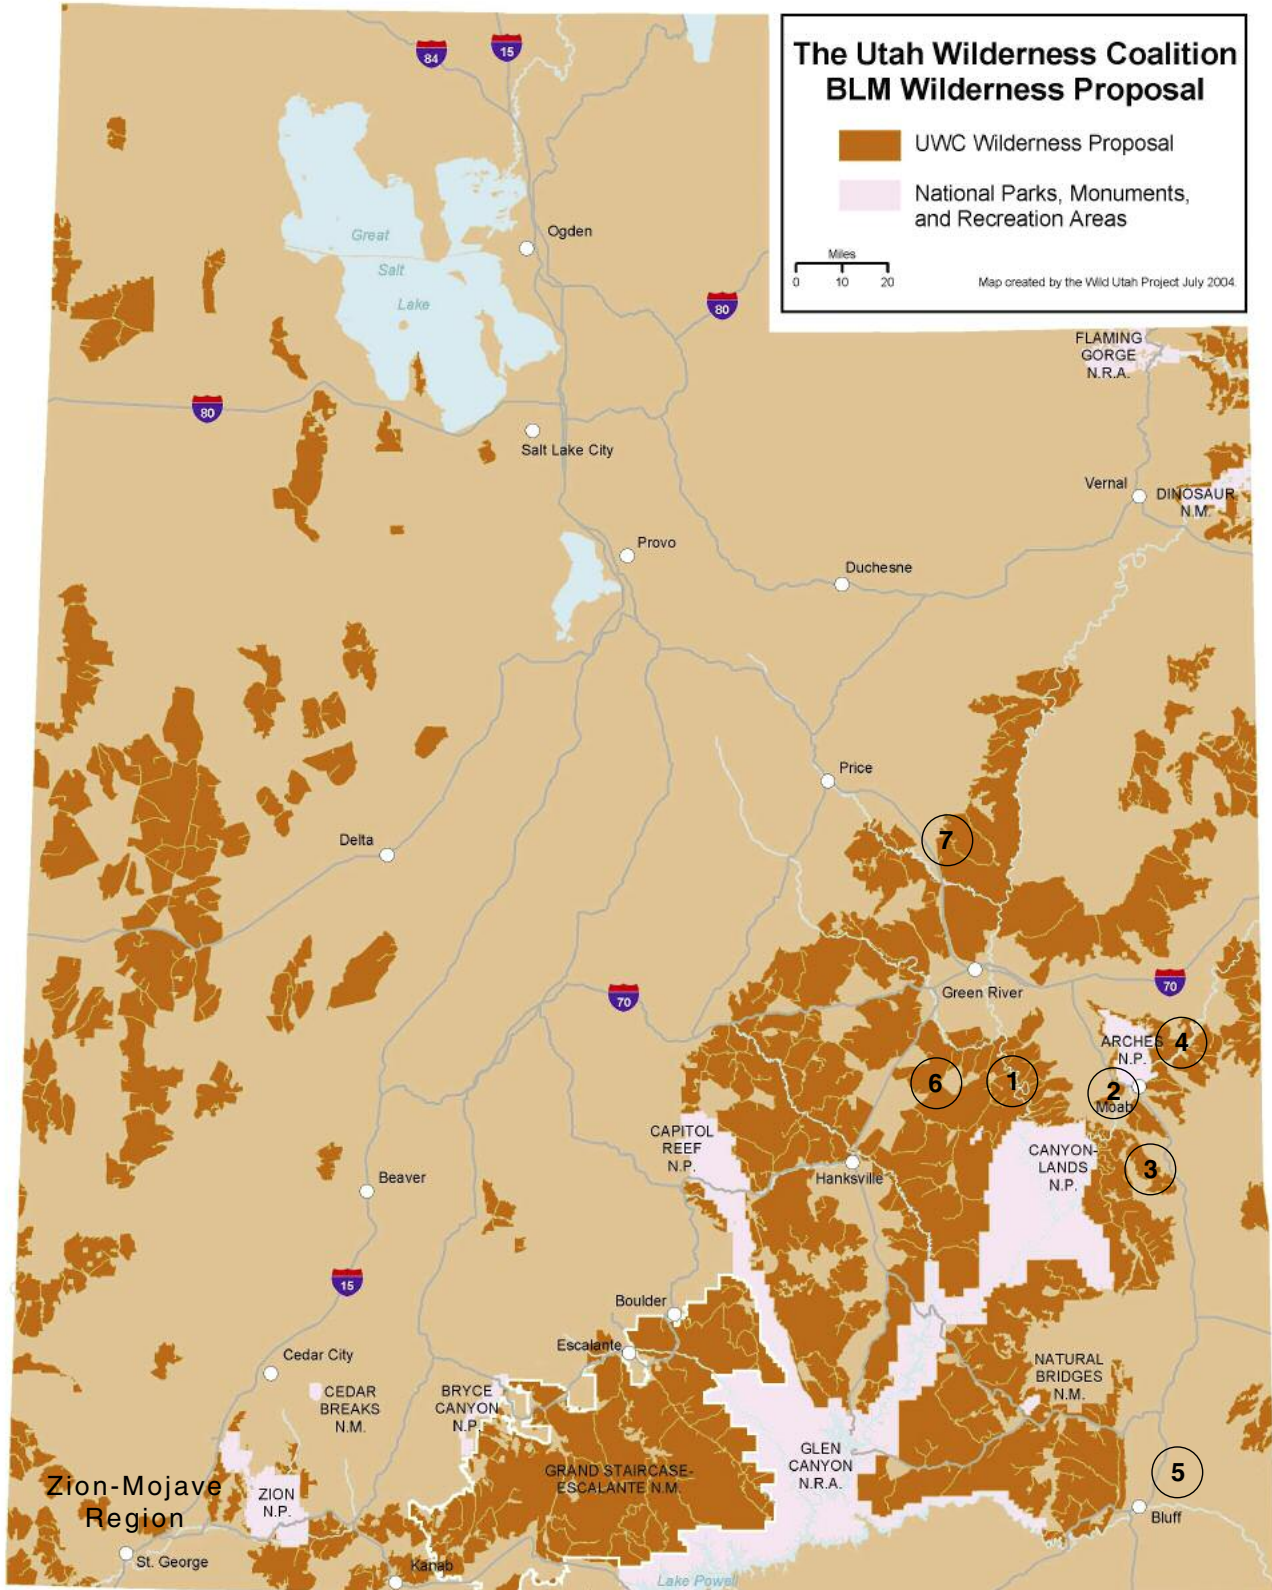 The Utah Wilderness Coalition
BLM Wilderness Proposal
UWC Wilderness Proposal
National Parks, Monuments,
and Recreation Areas
Miles
0 10 20
Map created by the Wild Utah Project July 2004.
84
15
Great
Salt
Lake
Ogden
80
80
Salt Lake City
FLAMING
GORGE
N.R.A.
Vernal
DINOSAUR
N.M.
Provo
Duchesne
Price
7
Delta
Green River
70
70
ARCHES
N.P.
4
6
1
2
Moab
CAPITOL
REEF
N.P.
CANYON-
LANDS
N.P.
3
Hanksville
Beaver
15
Boulder
Escalante
Cedar City
CEDAR
BREAKS
N.M.
BRYCE
CANYON
N.P.
NATURAL
BRIDGES
N.M.
GLEN
CANYON
N.R.A.
GRAND STAIRCASE-
ESCALANTE N.M.
5
Bluff
Zion-Mojave
Region
ZION
N.P.
St. George
Kanab
Lake Powell